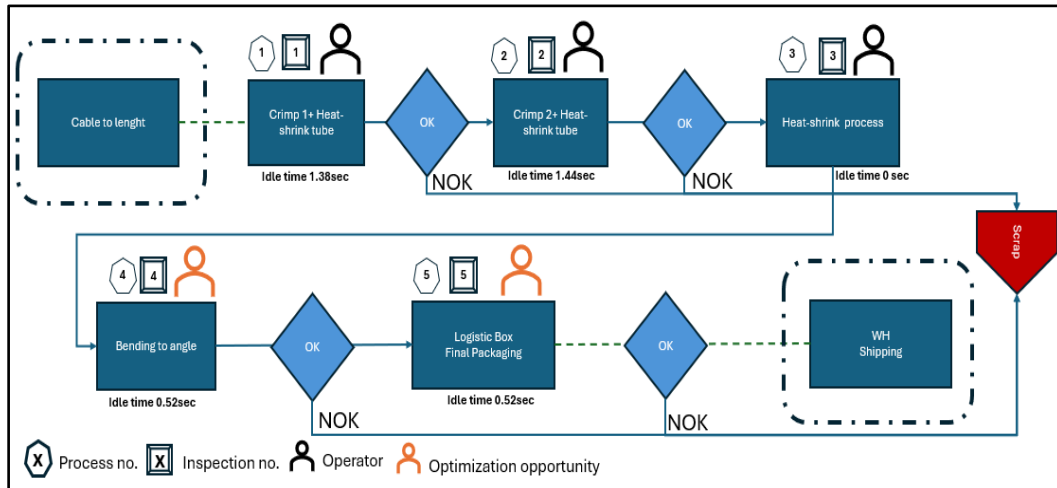 1 1
2 2
3 3
Cable to lenght
Crimp 1+ Heat-
shrink tube
OK
Crimp 2+ Heat-
shrink tube
OK
Heat-shrink process
Idle time 1.38sec
NOK
Idle time 1.44sec
NOK
Idle time 0 sec
Scrap
4 4
5 5
Bending to angle
OK
Logistic Box
Final Packaging
OK
WH
Shipping
Idle time 0.52sec
NOK
Idle time 0.52sec
NOK
X Process no.
X Inspection no.
Operator
Optimization opportunity